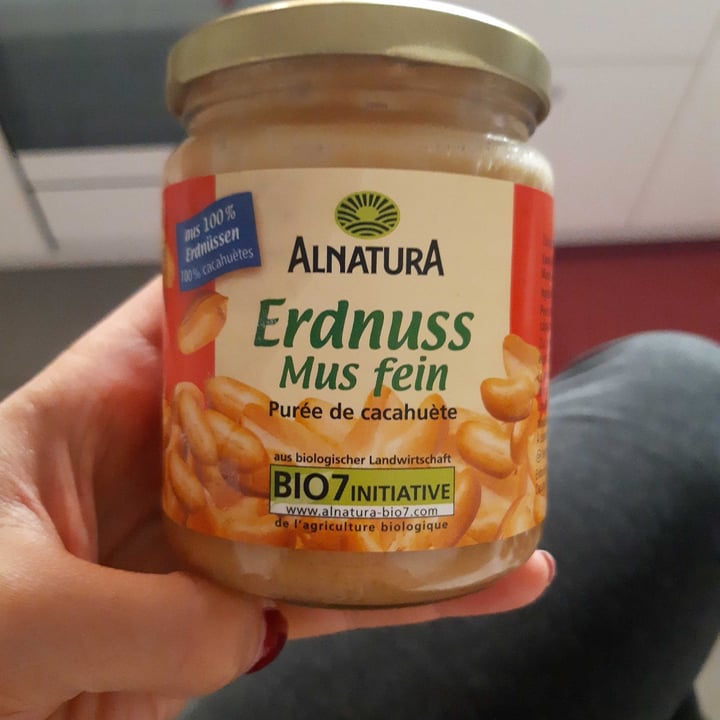 aus 100%
Erdnüssen
100% cacahuètes
ALNATURA
Erdnuss
Mus fein
Purée de cacahuète
aus biologischer Landwirtschaft
BIO7 INITIATIVE
www.alnatura-bio7.com
de l'agriculture biologique